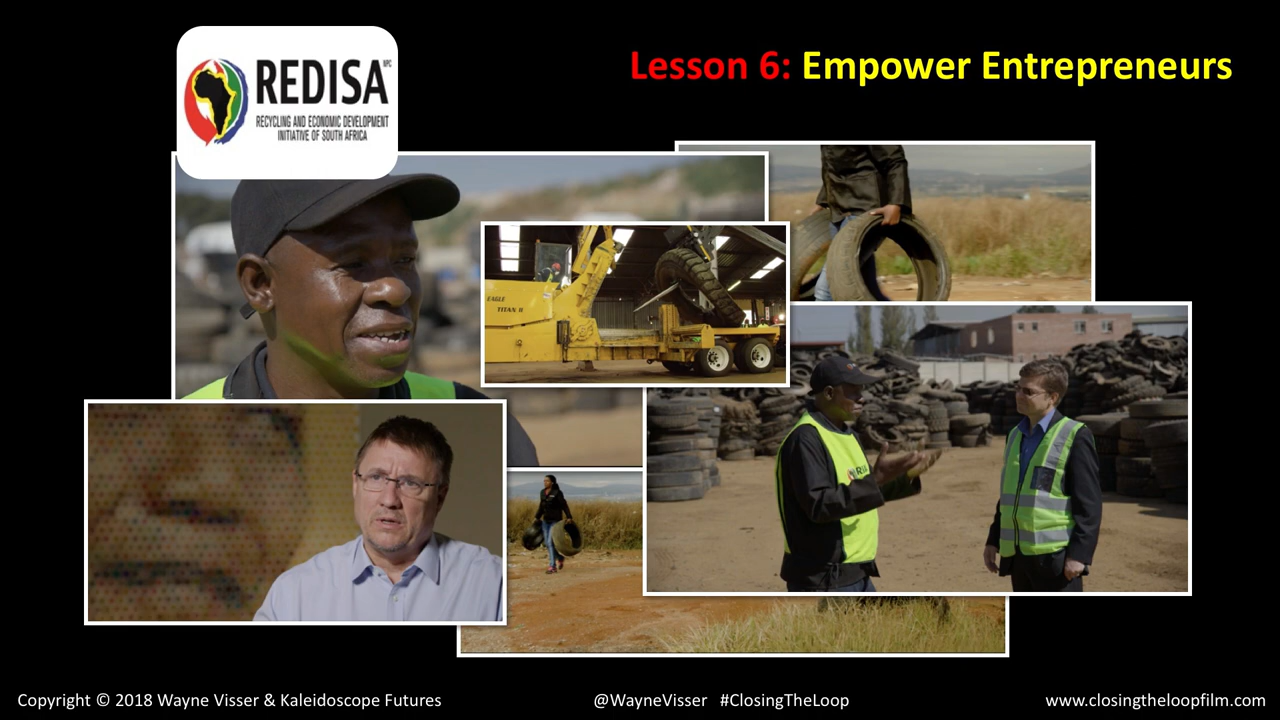 REDISA NPC
RECYCLING AND ECONOMIC DEVELOPMENT
INITIATIVE OF SOUTH AFRICA
Lesson 6: Empower Entrepreneurs
EAGLE
TITAN II
Copyright © 2018 Wayne Visser & Kaleidoscope Futures
@WayneVisser #ClosingTheLoop
www.closingtheloopfilm.com